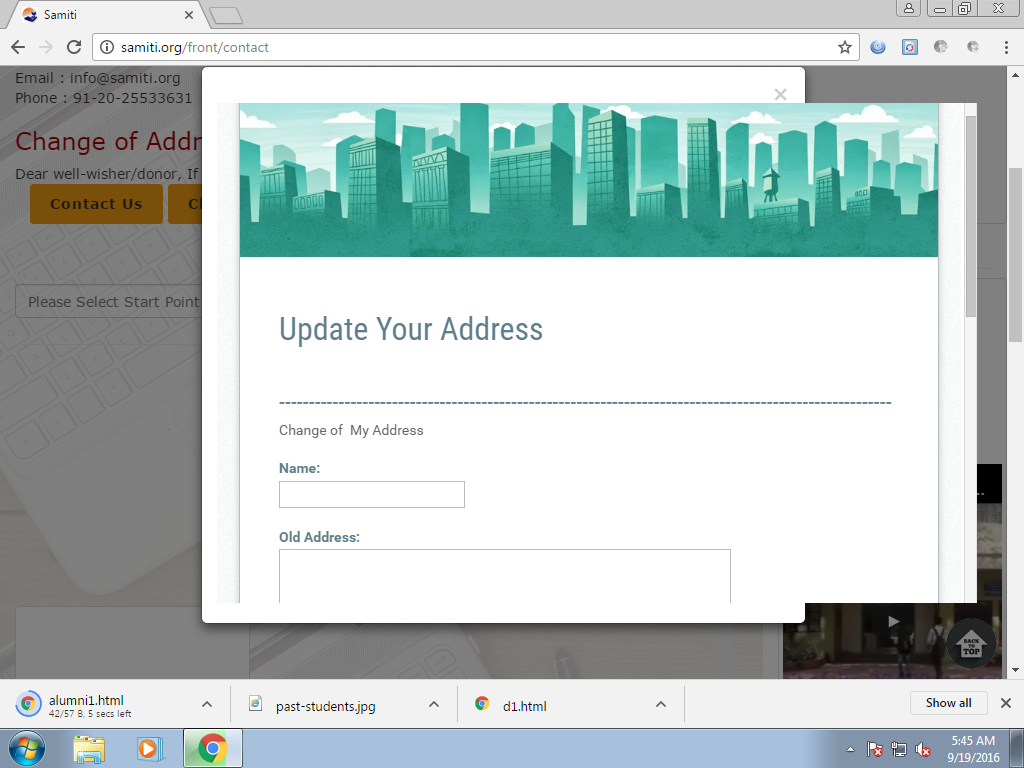 Samiti
samiti.org/front/contact
Email : info@samiti.org
Phone : 91-20-25533631
×
Change of Addr
Dear well-wisher/donor, If
Contact Us
Please Select Start Point
Update Your Address
Change of My Address
Name:
Old Address:
BACK
TO
TOP
alumni1.html
42/57 B, 5 secs left
past-students.jpg
d1.html
Show all
5:45 AM
9/19/2016